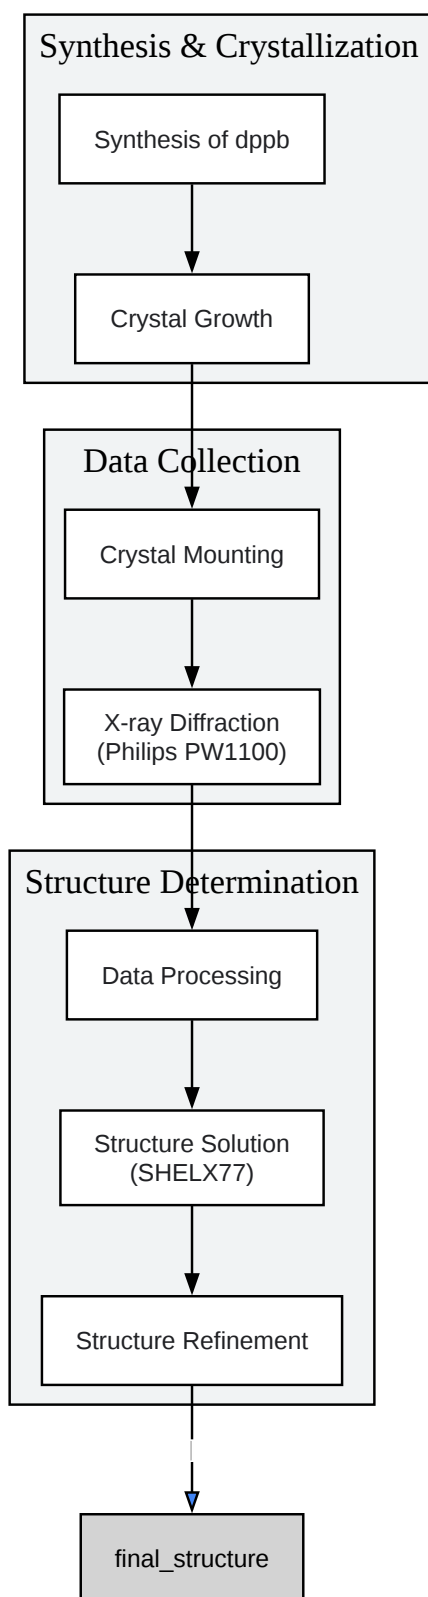 Synthesis & Crystallization
Synthesis of dppb
Crystal Growth
Data Collection
Crystal Mounting
X-ray Diffraction
(Philips PW1100)
Structure Determination
Data Processing
Structure Solution
(SHELX77)
Structure Refinement
final_structure